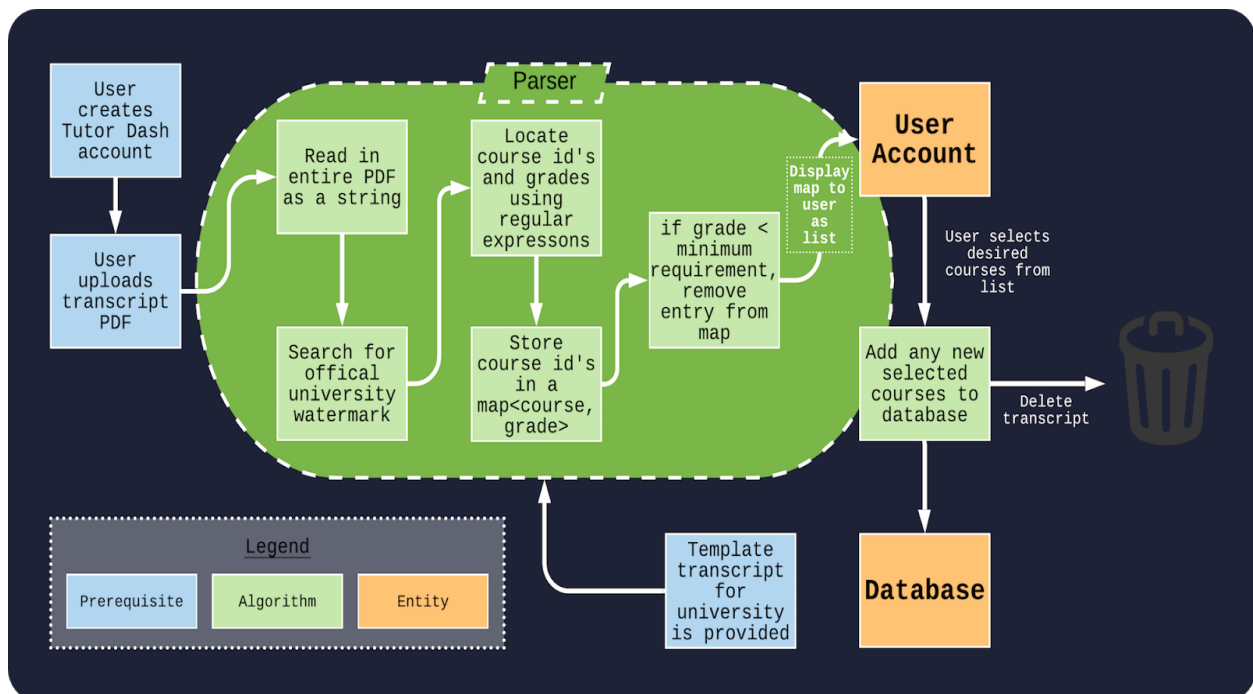 Parser
User
creates
Tutor Dash
account
User
uploads
transcript
PDF
Read in
entire PDF
as a string
Search for
offical
university
watermark
Locate
course id's
and grades
using
regular
expressons
Store
course id's
in a
map<course,
grade>
if grade <
minimum
requirement,
remove
entry from
map
Display
map to
user
as
list
User
Account
User selects
desired
courses from
list
Add any new
selected
courses to
database
Delete
transcript
Database
Template
transcript
for
university
is provided
Legend
Prerequisite
Algorithm
Entity